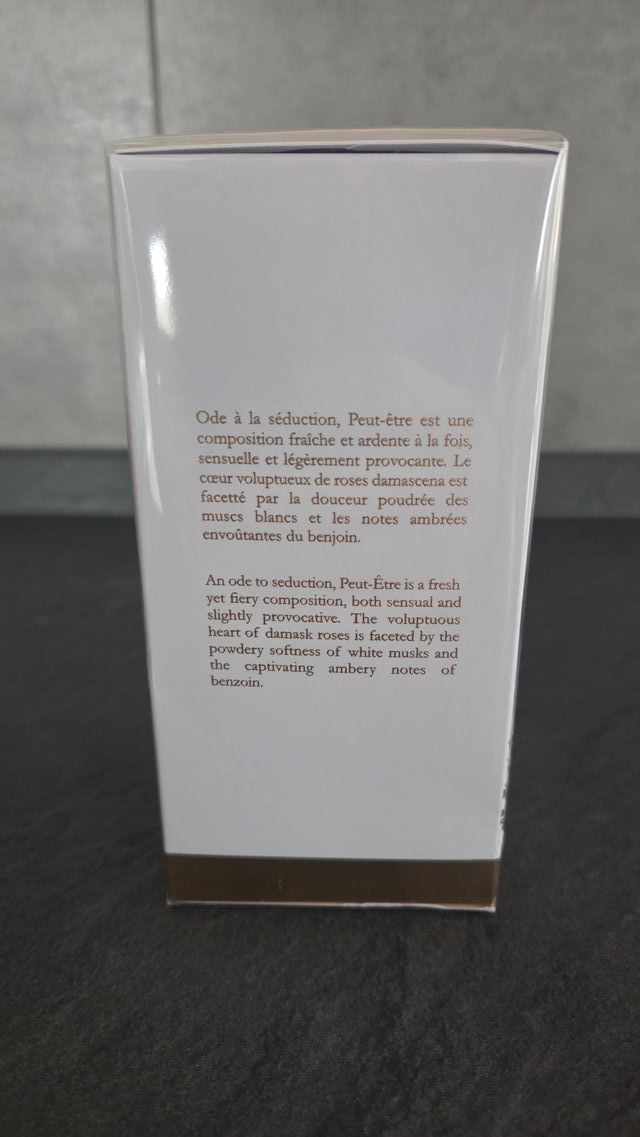 Ode à la séduction, Peut-être est une
composition fraîche et ardente à la fois,
sensuelle et légèrement provocante. Le
cœur voluptueux de roses damascena est
facetté par la douceur poudrée des
muscs blancs et les notes ambrées
envoûtantes du benjoin.
An ode to seduction, Peut-Être is a fresh
yet fiery composition, both sensual and
slightly provocative. The voluptuous
heart of damask roses is faceted by the
powdery softness of white musks and
the captivating ambery notes of
benzoin.